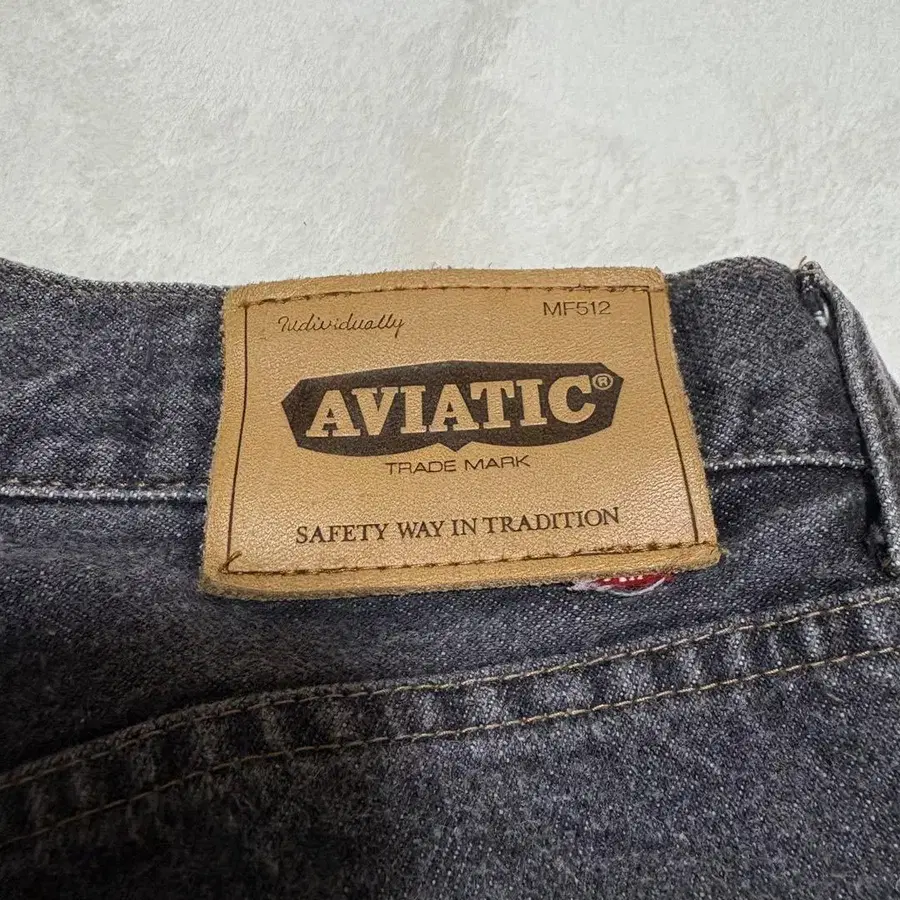 Individually
MF512
AVIATIC®
TRADE MARK
SAFETY WAY IN TRADITION